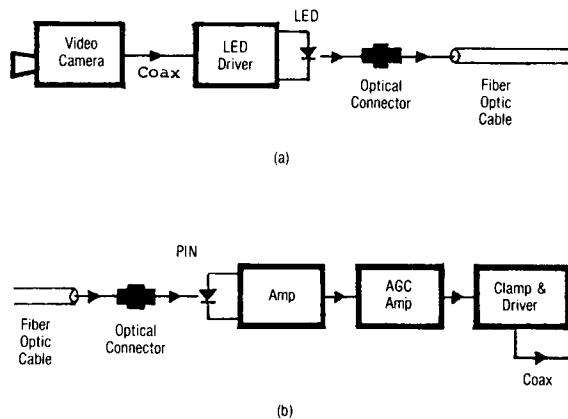 LED
Video
Camera
Coax
LED
Driver
Optical
Connector
Fiber
Optic
Cable
(a)
PIN
Amp
AGC
Amp
Clamp &
Driver
Fiber
Optic
Cable
Optical
Connector
Coax
(b)